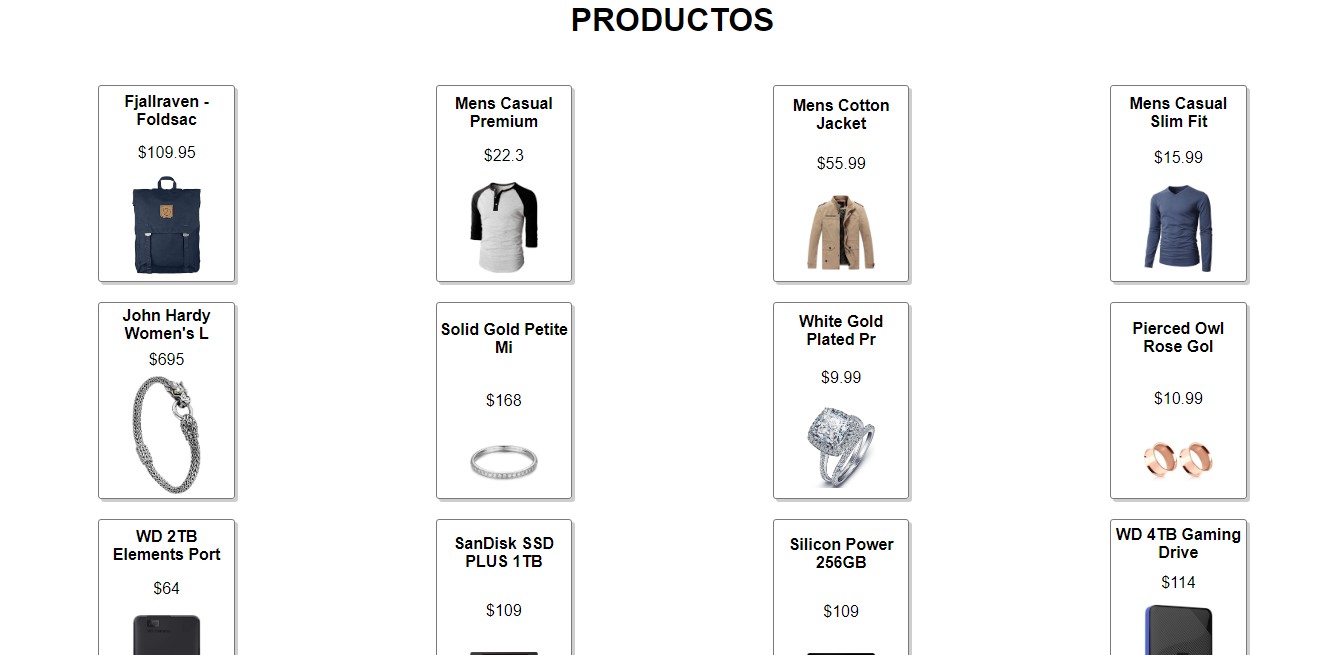 PRODUCTOS
Fjallraven -
Foldsac
$109.95
Mens Casual
Premium
$22.3
Mens Cotton
Jacket
$55.99
Mens Casual
Slim Fit
$15.99
John Hardy
Women's L
$695
Solid Gold Petite
Mi
$168
White Gold
Plated Pr
$9.99
Pierced Owl
Rose Gol
$10.99
WD 2TB
Elements Port
$64
SanDisk SSD
PLUS 1TB
$109
Silicon Power
256GB
$109
WD 4TB Gaming
Drive
$114